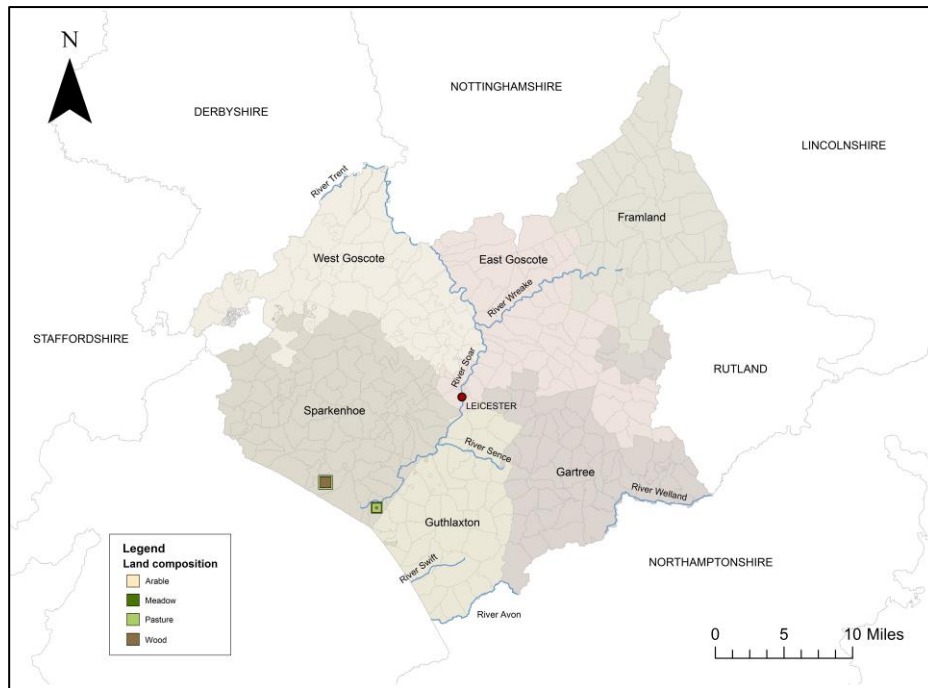 N
NOTTINGHAMSHIRE
DERBYSHIRE
LINCOLNSHIRE
River Trent
Framland
West Goscote
East Goscote
River Wreake
STAFFORDSHIRE
RUTLAND
River Soar
LEICESTER
Sparkenhoe
River Sence
Gartree
River Welland
Guthlaxton
NORTHAMPTONSHIRE
River Swift
River Avon
Legend
Land composition
Arable
Meadow
Pasture
Wood
0 5 10 Miles